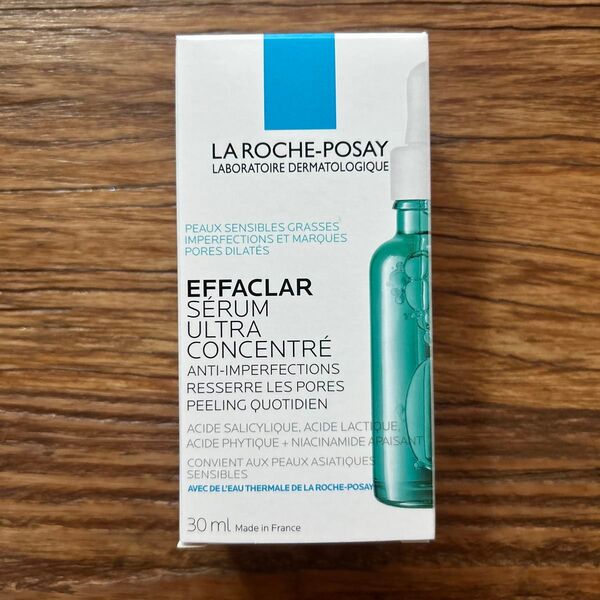 LA ROCHE-POSAY
LABORATOIRE DERMATOLOGIQUE
PEAUX SENSIBLES GRASSES
IMPERFECTIONS ET MARQUES
PORES DILATÉS
EFFACLAR
SÉRUM
ULTRA
CONCENTRÉ
ANTI-IMPERFECTIONS
RESSERRE LES PORES
PEELING QUOTIDIEN
ACIDE SALICYLIQUE, ACIDE LACTIQUE,
ACIDE PHYTIQUE + NIACINAMIDE APAISANT
CONVIENT AUX PEAUX ASIATIQUES
SENSIBLES
AVEC DE L'EAU THERMALE DE LA ROCHE-POSAY
30 ml Made in France